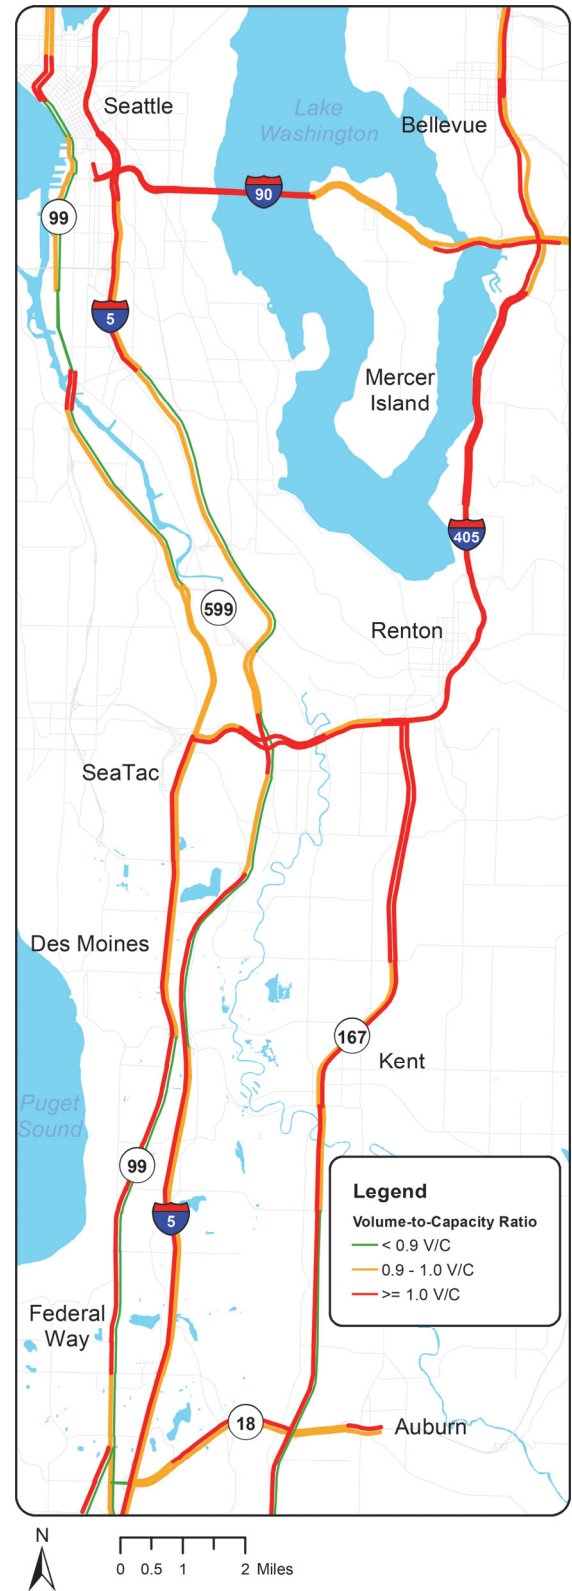 Seattle
Lake
Washington
Bellevue
90
99
5
Mercer
Island
405
599
Renton
SeaTac
Des Moines
167
Kent
Puget
Sound
99
5
Legend
Volume-to-Capacity Ratio
< 0.9 V/C
0.9 - 1.0 V/C
>= 1.0 V/C
Federal
Way
18
Auburn
N
0 0.5 1 2 Miles